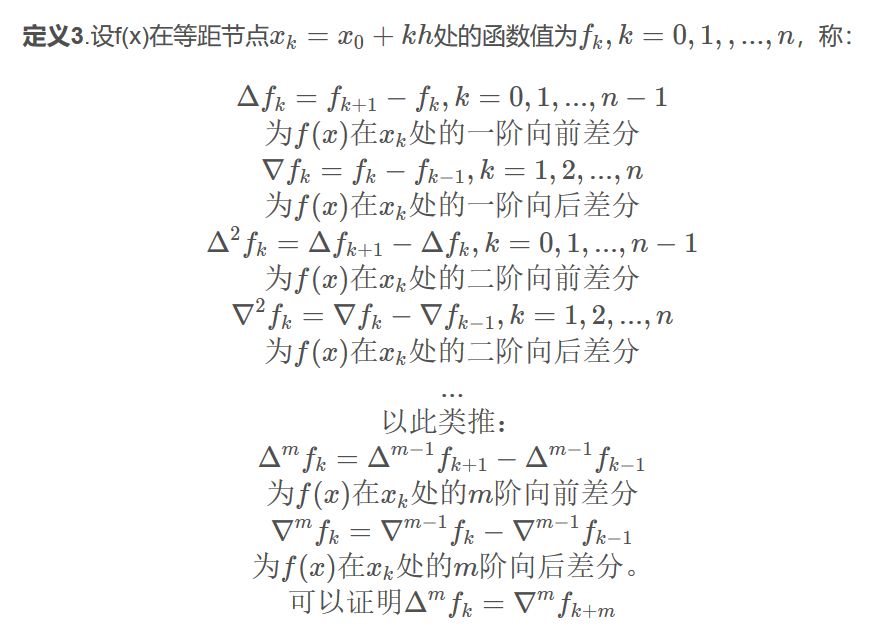 定义3.设f(x)在等距节点$x_k = x_0 + kh$处的函数值为$f_k, k = 0, 1, , ..., n$，称：
$\Delta f_k = f_{k+1} - f_k, k = 0, 1, ..., n - 1$
为$f(x)$在$x_k$处的一阶向前差分
$\nabla f_k = f_k - f_{k-1}, k = 1, 2, ..., n$
为$f(x)$在$x_k$处的一阶向后差分
$\Delta^2 f_k = \Delta f_{k+1} - \Delta f_k, k = 0, 1, ..., n - 1$
为$f(x)$在$x_k$处的二阶向前差分
$\nabla^2 f_k = \nabla f_k - \nabla f_{k-1}, k = 1, 2, ..., n$
为$f(x)$在$x_k$处的二阶向后差分
...
以此类推：
$\Delta^m f_k = \Delta^{m-1} f_{k+1} - \Delta^{m-1} f_{k-1}$
为$f(x)$在$x_k$处的$m$阶向前差分
$\nabla^m f_k = \nabla^{m-1} f_k - \nabla^{m-1} f_{k-1}$
为$f(x)$在$x_k$处的$m$阶向后差分。
可以证明$\Delta^m f_k = \nabla^m f_{k+m}$